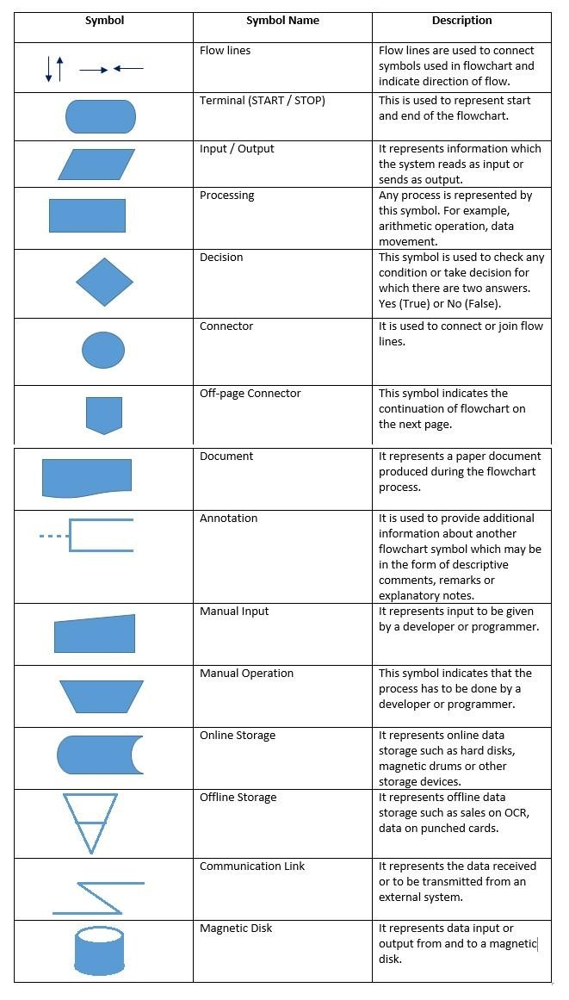 Symbol Symbol Name Description
Flow lines
Flow lines are used to connect
symbols used in flowchart and
indicate direction of flow.
Terminal (START / STOP)
This is used to represent start
and end of the flowchart.
Input / Output
It represents information which
the system reads as input or
sends as output.
Processing
Any process is represented by
this symbol. For example,
arithmetic operation, data
movement.
Decision
This symbol is used to check any
condition or take decision for
which there are two answers.
Yes (True) or No (False).
Connector
It is used to connect or join flow
lines.
Off-page Connector
This symbol indicates the
continuation of flowchart on
the next page.
Document
It represents a paper document
produced during the flowchart
process.
Annotation
It is used to provide additional
information about another
flowchart symbol which may be
in the form of descriptive
comments, remarks or
explanatory notes.
Manual Input
It represents input to be given
by a developer or programmer.
Manual Operation
This symbol indicates that the
process has to be done by a
developer or programmer.
Online Storage
It represents online data
storage such as hard disks,
magnetic drums or other
storage devices.
Offline Storage
It represents offline data
storage such as sales on OCR,
data on punched cards.
Communication Link
It represents the data received
or to be transmitted from an
external system.
Magnetic Disk
It represents data input or
output from and to a magnetic
disk.